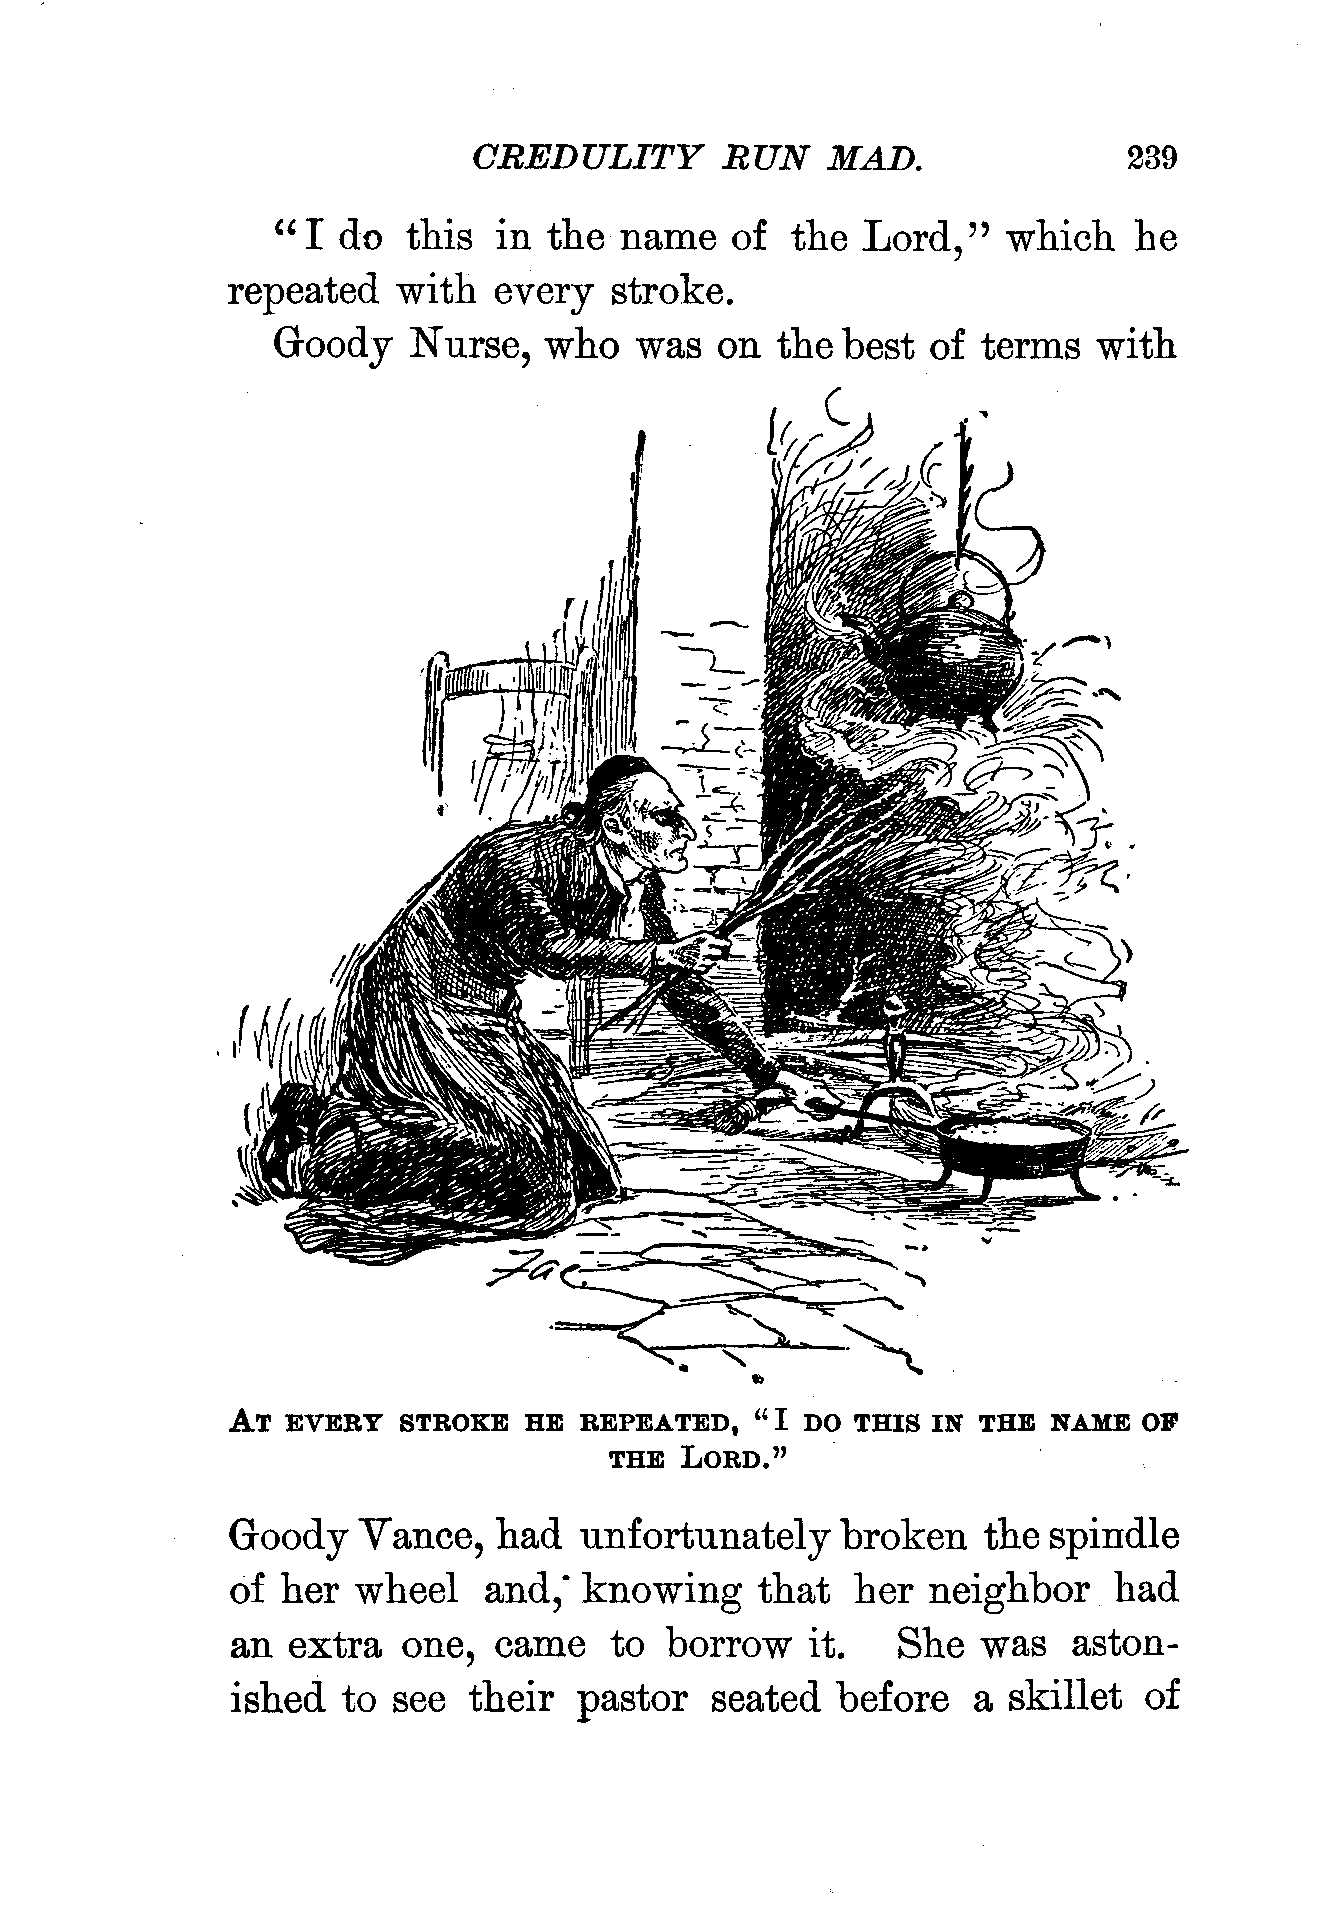 CREDULITY RUN MAD. 239
"I do this in the name of the Lord," which he
repeated with every stroke.
Goody Nurse, who was on the best of terms with
Fac.
At every stroke he repeated, "I do this in the name of
the Lord."
Goody Vance, had unfortunately broken the spindle
of her wheel and, knowing that her neighbor had
an extra one, came to borrow it. She was aston-
ished to see their pastor seated before a skillet of